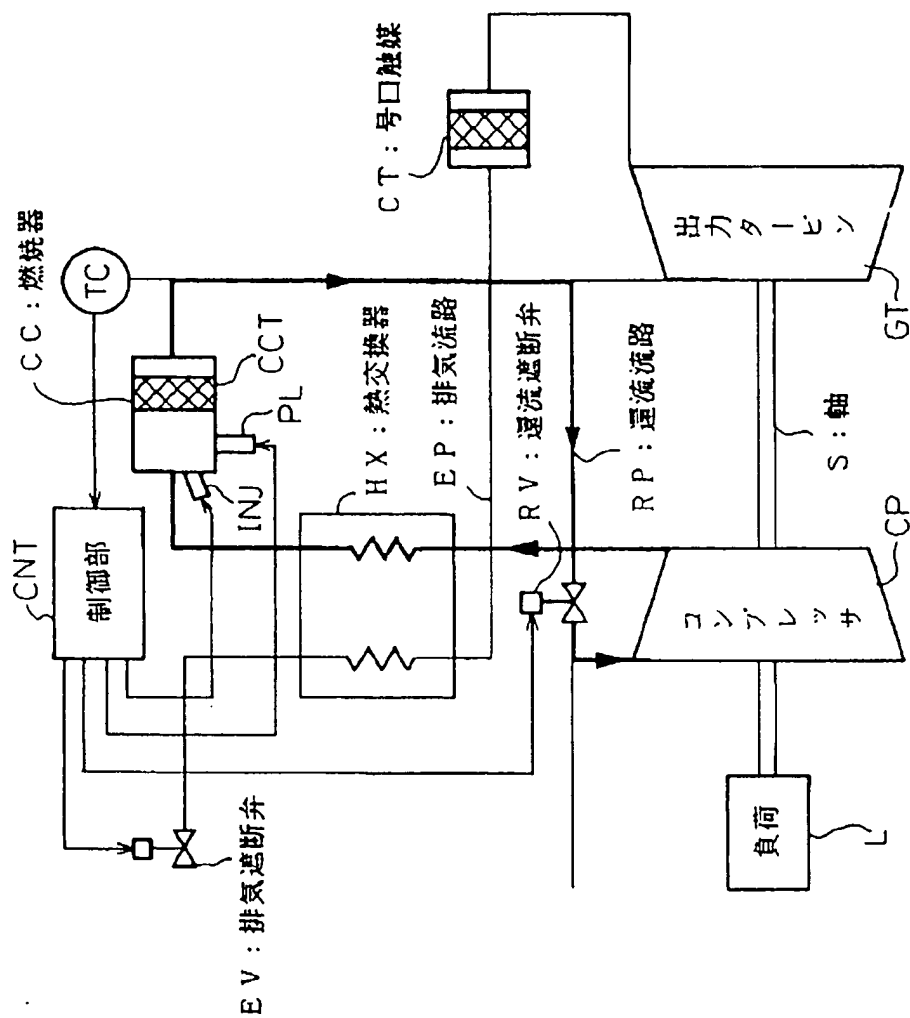 CNT
制御部
TC
CC：燃焼器
CCT
PL
INJ
HX：熱交換器
EP：排気流路
RV：還流遮断弁
RP：還流流路
EV：排気遮断弁
CT：号口触媒
出力タービン
GT
S：軸
コンプレッサ
CP
負荷
L